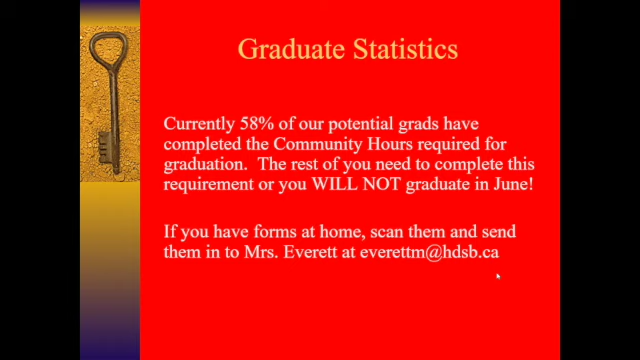 Graduate Statistics
Currently 58% of our potential grads have
completed the Community Hours required for
graduation.  The rest of you need to complete this
requirement or you WILL NOT graduate in June!
If you have forms at home, scan them and send
them in to Mrs. Everett at everettm@hdsb.ca